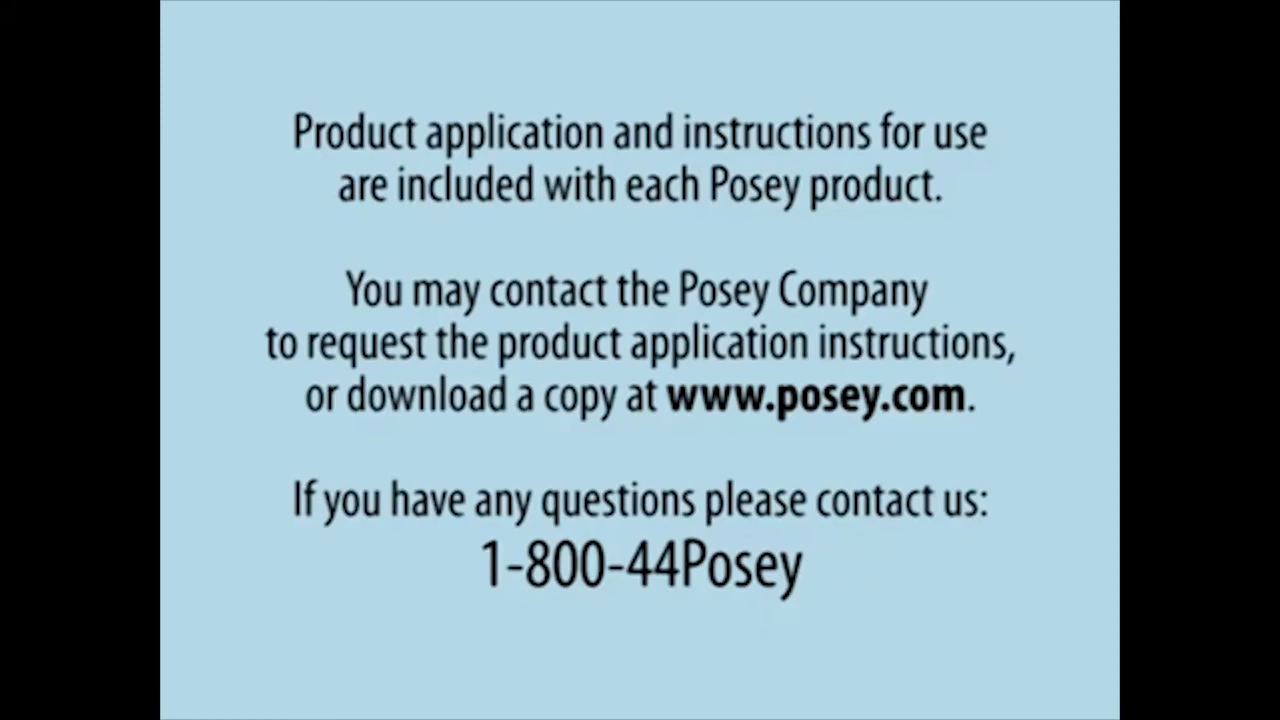 Product application and instructions for use
are included with each Posey product.
You may contact the Posey Company
to request the product application instructions,
or download a copy at www.posey.com.
If you have any questions please contact us:
1-800-44Posey